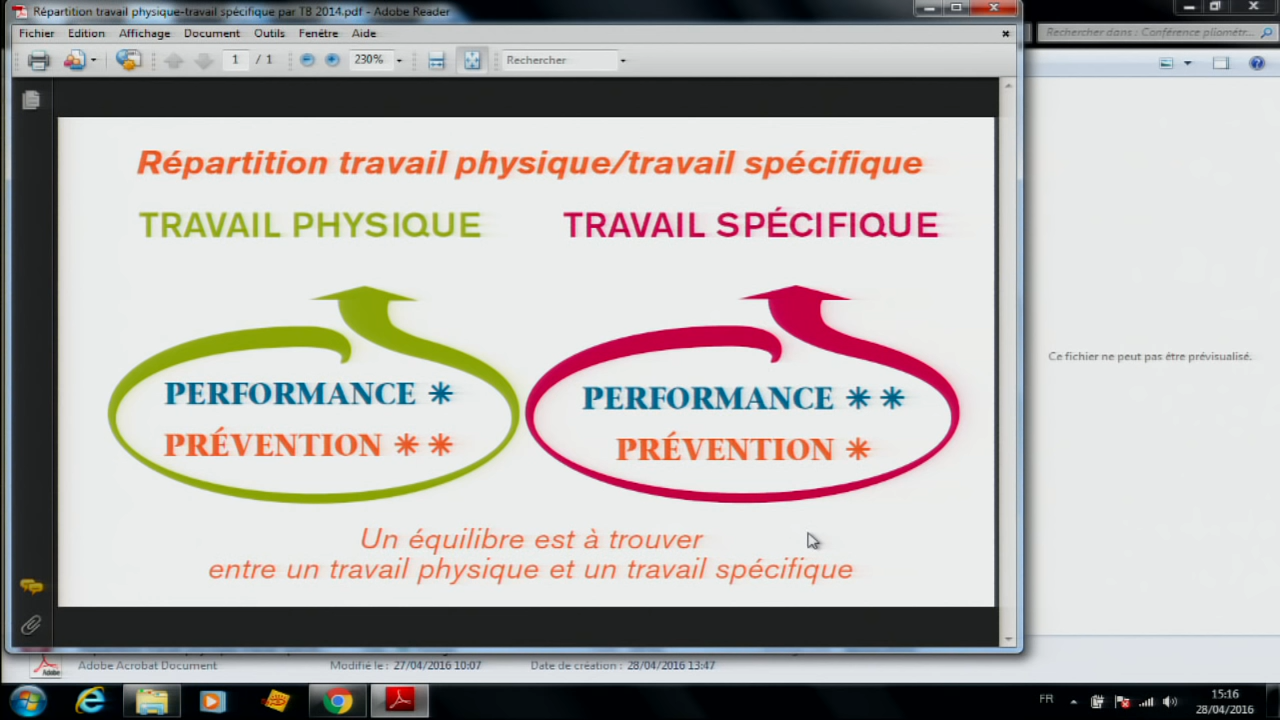 Répartition travail physique-travail spécifique par TB 2014.pdf - Adobe Reader
Fichier Edition Affichage Document Outils Fenêtre Aide
1 / 1 230% Rechercher
Rechercher dans : Conférence pliométr...
Répartition travail physique/travail spécifique
TRAVAIL PHYSIQUE TRAVAIL SPÉCIFIQUE
PERFORMANCE * PERFORMANCE * *
PRÉVENTION * * PRÉVENTION *
Ce fichier ne peut pas être prévisualisé.
Un équilibre est à trouver
entre un travail physique et un travail spécifique
Adobe Acrobat Document Modifié le : 27/04/2016 10:07 Date de création : 28/04/2016 13:47
FR 15:16
28/04/2016